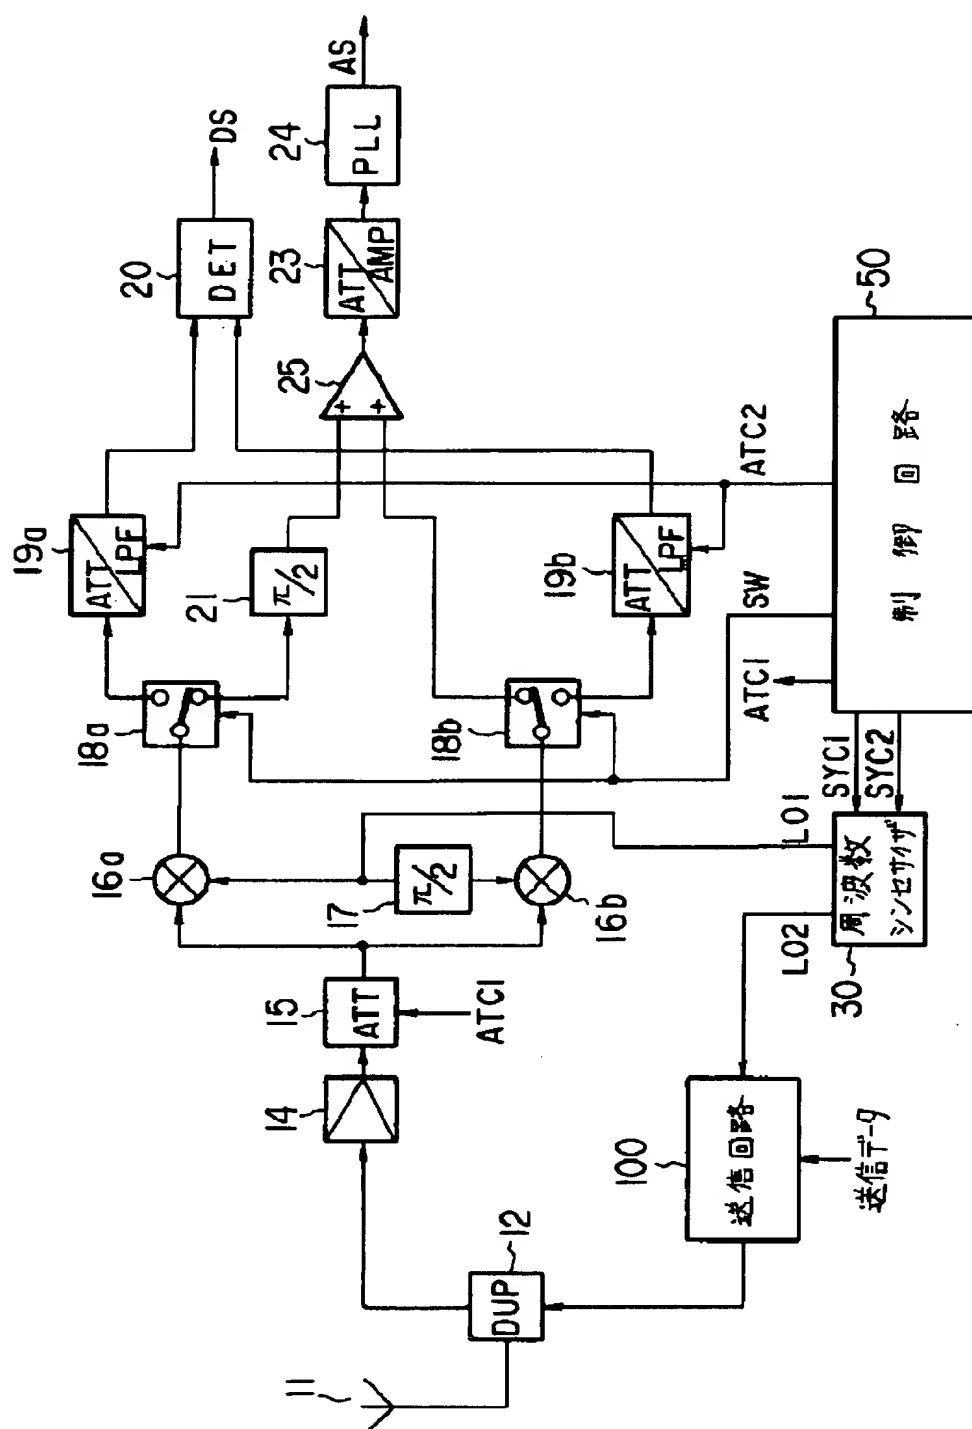 11
DUP
12
14
ATT
15
ATC1
16a
π/2
17
16b
18a
18b
ATT
LPF
19a
π/2
21
ATT
LPF
19b
25
DET
20
DS
ATT
AMP
23
PLL
24
AS
送信回路
100
送信データ
LO2
LO1
周波数
シンセサイザ
30
SYC1
SYC2
ATC1
SW
ATC2
制御回路
50
+
+